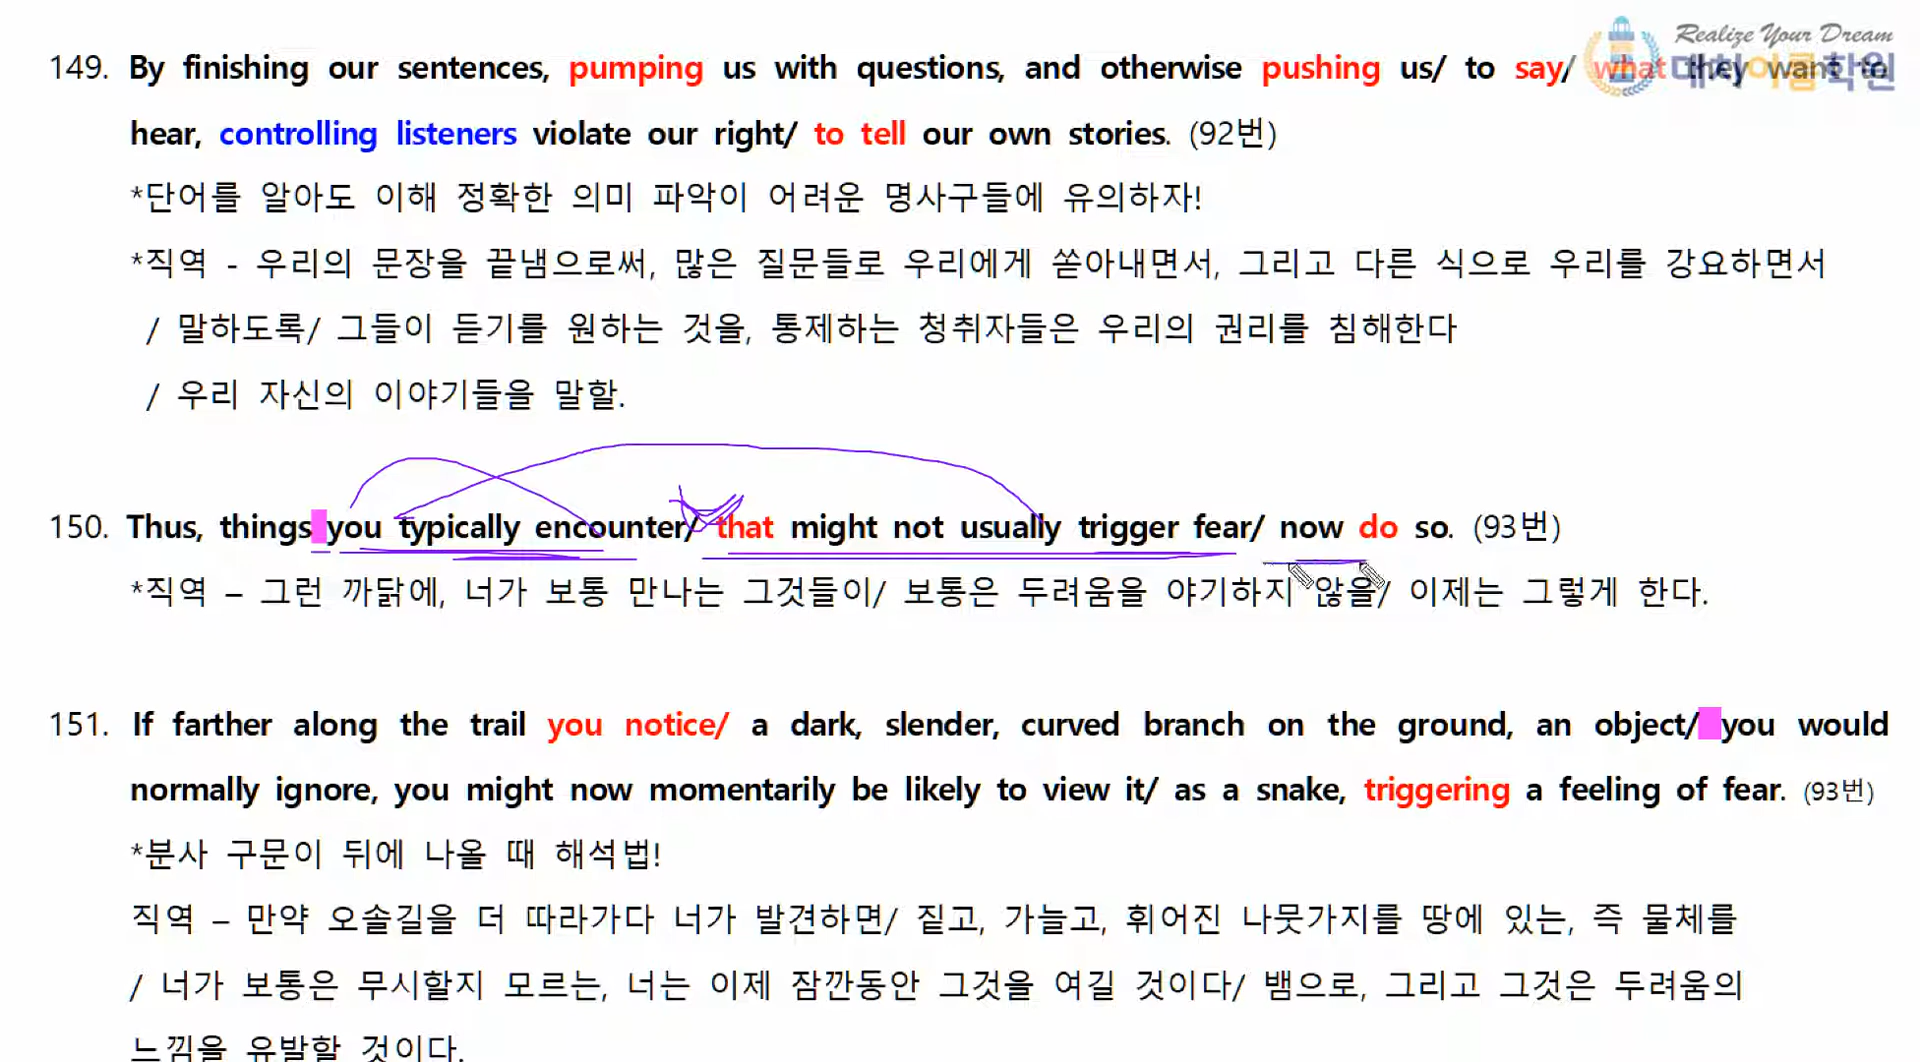 Realize Your Dream
대치이룸학원
149. By finishing our sentences, pumping us with questions, and otherwise pushing us/ to say/ what they want to
hear, controlling listeners violate our right/ to tell our own stories. (92번)
*단어를 알아도 이해 정확한 의미 파악이 어려운 명사구들에 유의하자!
*직역 - 우리의 문장을 끝냄으로써, 많은 질문들로 우리에게 쏟아내면서, 그리고 다른 식으로 우리를 강요하면서
/ 말하도록/ 그들이 듣기를 원하는 것을, 통제하는 청취자들은 우리의 권리를 침해한다
/ 우리 자신의 이야기들을 말할.
150. Thus, things you typically encounter/ that might not usually trigger fear/ now do so. (93번)
*직역 – 그런 까닭에, 너가 보통 만나는 그것들이/ 보통은 두려움을 야기하지 않을/ 이제는 그렇게 한다.
151. If farther along the trail you notice/ a dark, slender, curved branch on the ground, an object/ you would
normally ignore, you might now momentarily be likely to view it/ as a snake, triggering a feeling of fear. (93번)
*분사 구문이 뒤에 나올 때 해석법!
직역 – 만약 오솔길을 더 따라가다 너가 발견하면/ 짙고, 가늘고, 휘어진 나뭇가지를 땅에 있는, 즉 물체를
/ 너가 보통은 무시할지 모르는, 너는 이제 잠깐동안 그것을 여길 것이다/ 뱀으로, 그리고 그것은 두려움의
느낌을 유발할 것이다.